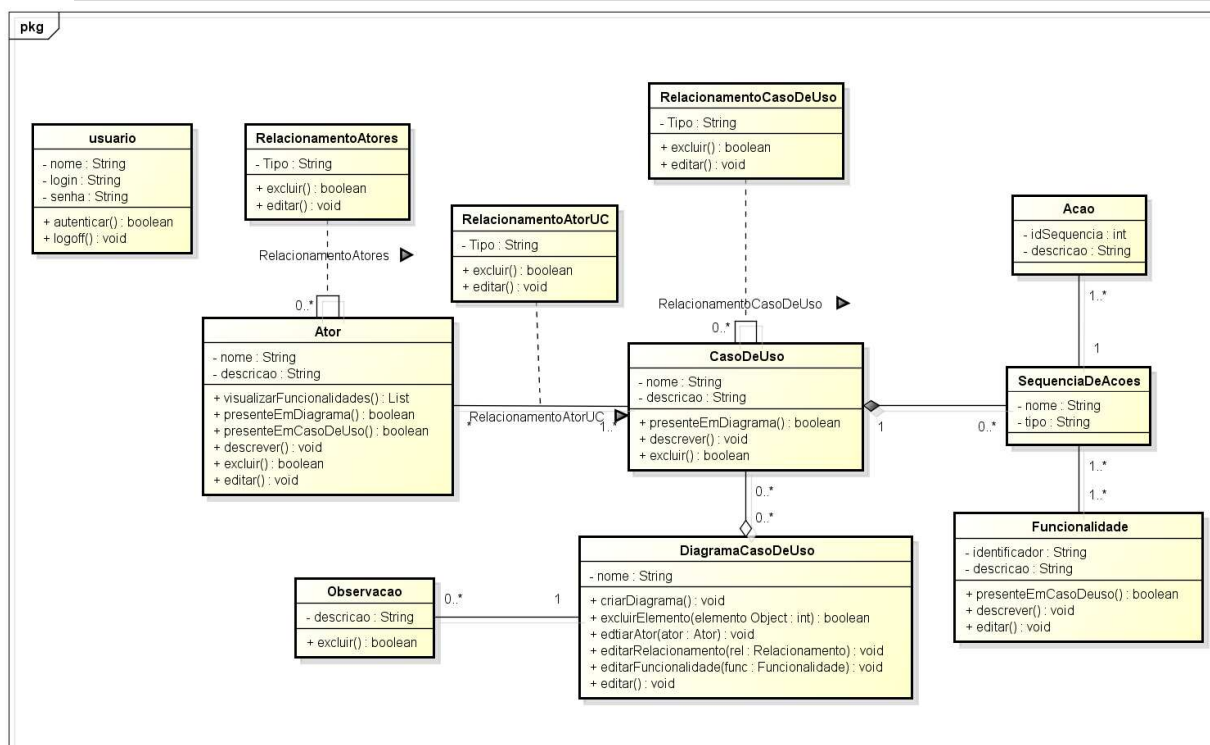 pkg
usuario
- nome : String
- login : String
- senha : String
+ autenticar() : boolean
+ logoff() : void
RelacionamentoAtores
- Tipo : String
+ excluir() : boolean
+ editar() : void
RelacionamentoAtores
0..*
RelacionamentoAtorUC
- Tipo : String
+ excluir() : boolean
+ editar() : void
RelacionamentoCasoDeUso
- Tipo : String
+ excluir() : boolean
+ editar() : void
RelacionamentoCasoDeUso
0..*
Acao
- idSequencia : int
- descricao : String
1..*
1
Ator
- nome : String
- descricao : String
+ visualizarFuncionalidades() : List
+ presenteEmDiagrama() : boolean
+ presenteEmCasoDeUso() : boolean
+ descrever() : void
+ excluir() : boolean
+ editar() : void
RelacionamentoAtorUC
*
1..*
CasoDeUso
- nome : String
- descricao : String
+ presenteEmDiagrama() : boolean
+ descrever() : void
+ excluir() : boolean
1
0..*
SequenciaDeAcoes
- nome : String
- tipo : String
1..*
1..*
0..*
0..*
Funcionalidade
- identificador : String
- descricao : String
+ presenteEmCasoDeuso() : boolean
+ descrever() : void
+ editar() : void
DiagramaCasoDeUso
- nome : String
+ criarDiagrama() : void
+ excluirElemento(elemento Object : int) : boolean
+ edtiarAtor(ator : Ator) : void
+ editarRelacionamento(rel : Relacionamento) : void
+ editarFuncionalidade(func : Funcionalidade) : void
+ editar() : void
Observacao
- descricao : String
+ excluir() : boolean
0..*
1